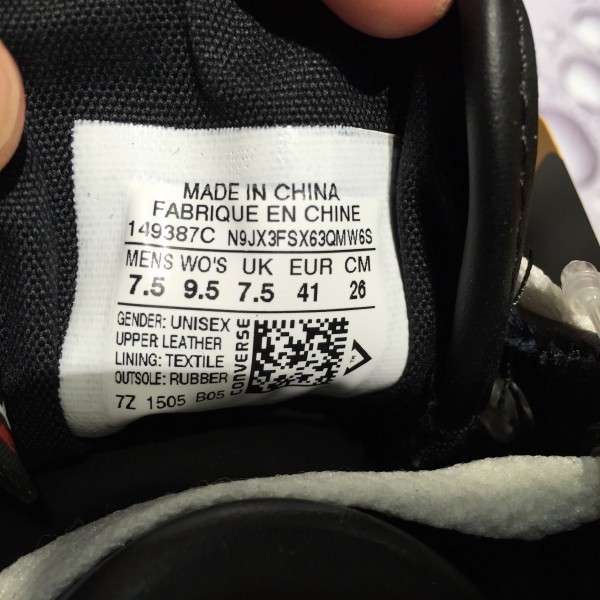 MADE IN CHINA
FABRIQUE EN CHINE
149387C N9JX3FSX63QMW6S
MENS WO'S UK EUR CM
7.5 9.5 7.5 41 26
GENDER: UNISEX
UPPER LEATHER
LINING: TEXTILE
OUTSOLE: RUBBER
7Z 1505 B05
CONVERSE